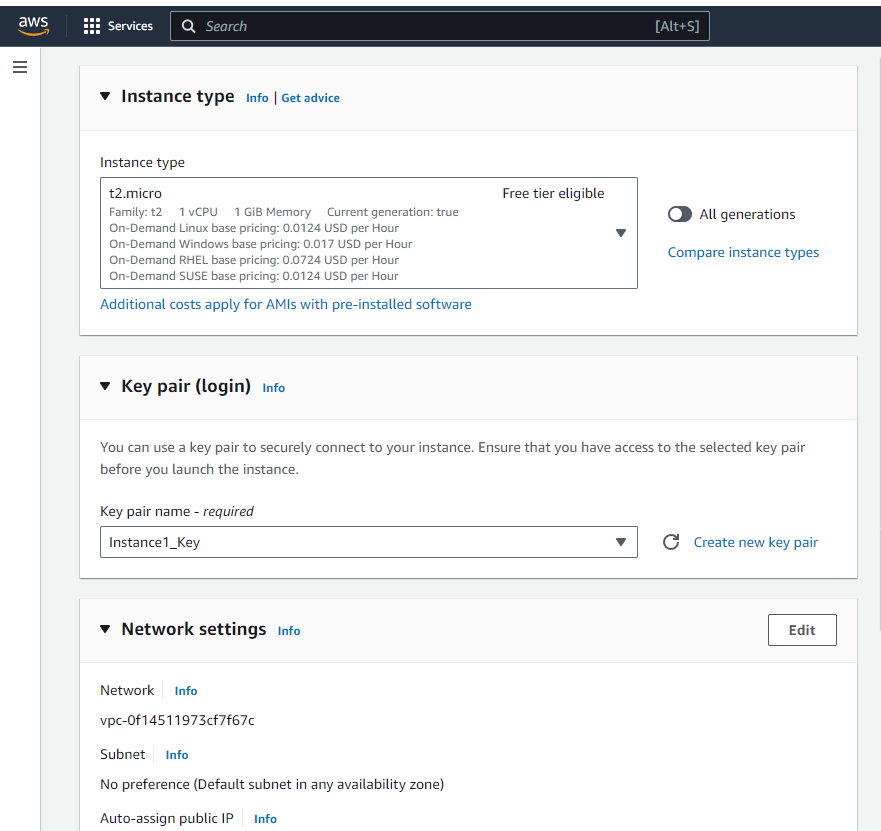 aws Services Search [Alt+S]
Instance type Info | Get advice
Instance type
t2.micro Free tier eligible
Family: t2 1 vCPU 1 GiB Memory Current generation: true
On-Demand Linux base pricing: 0.0124 USD per Hour
On-Demand Windows base pricing: 0.017 USD per Hour
On-Demand RHEL base pricing: 0.0724 USD per Hour
On-Demand SUSE base pricing: 0.0124 USD per Hour
All generations
Compare instance types
Additional costs apply for AMIs with pre-installed software
Key pair (login) Info
You can use a key pair to securely connect to your instance. Ensure that you have access to the selected key pair
before you launch the instance.
Key pair name - required
Instance1_Key Create new key pair
Network settings Info Edit
Network Info
vpc-0f14511973cf7f67c
Subnet Info
No preference (Default subnet in any availability zone)
Auto-assign public IP Info